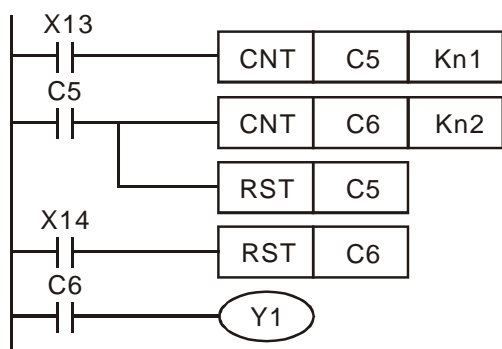 X13
CNT C5 Kn1
C5
CNT C6 Kn2
RST C5
X14
RST C6
C6
Y1